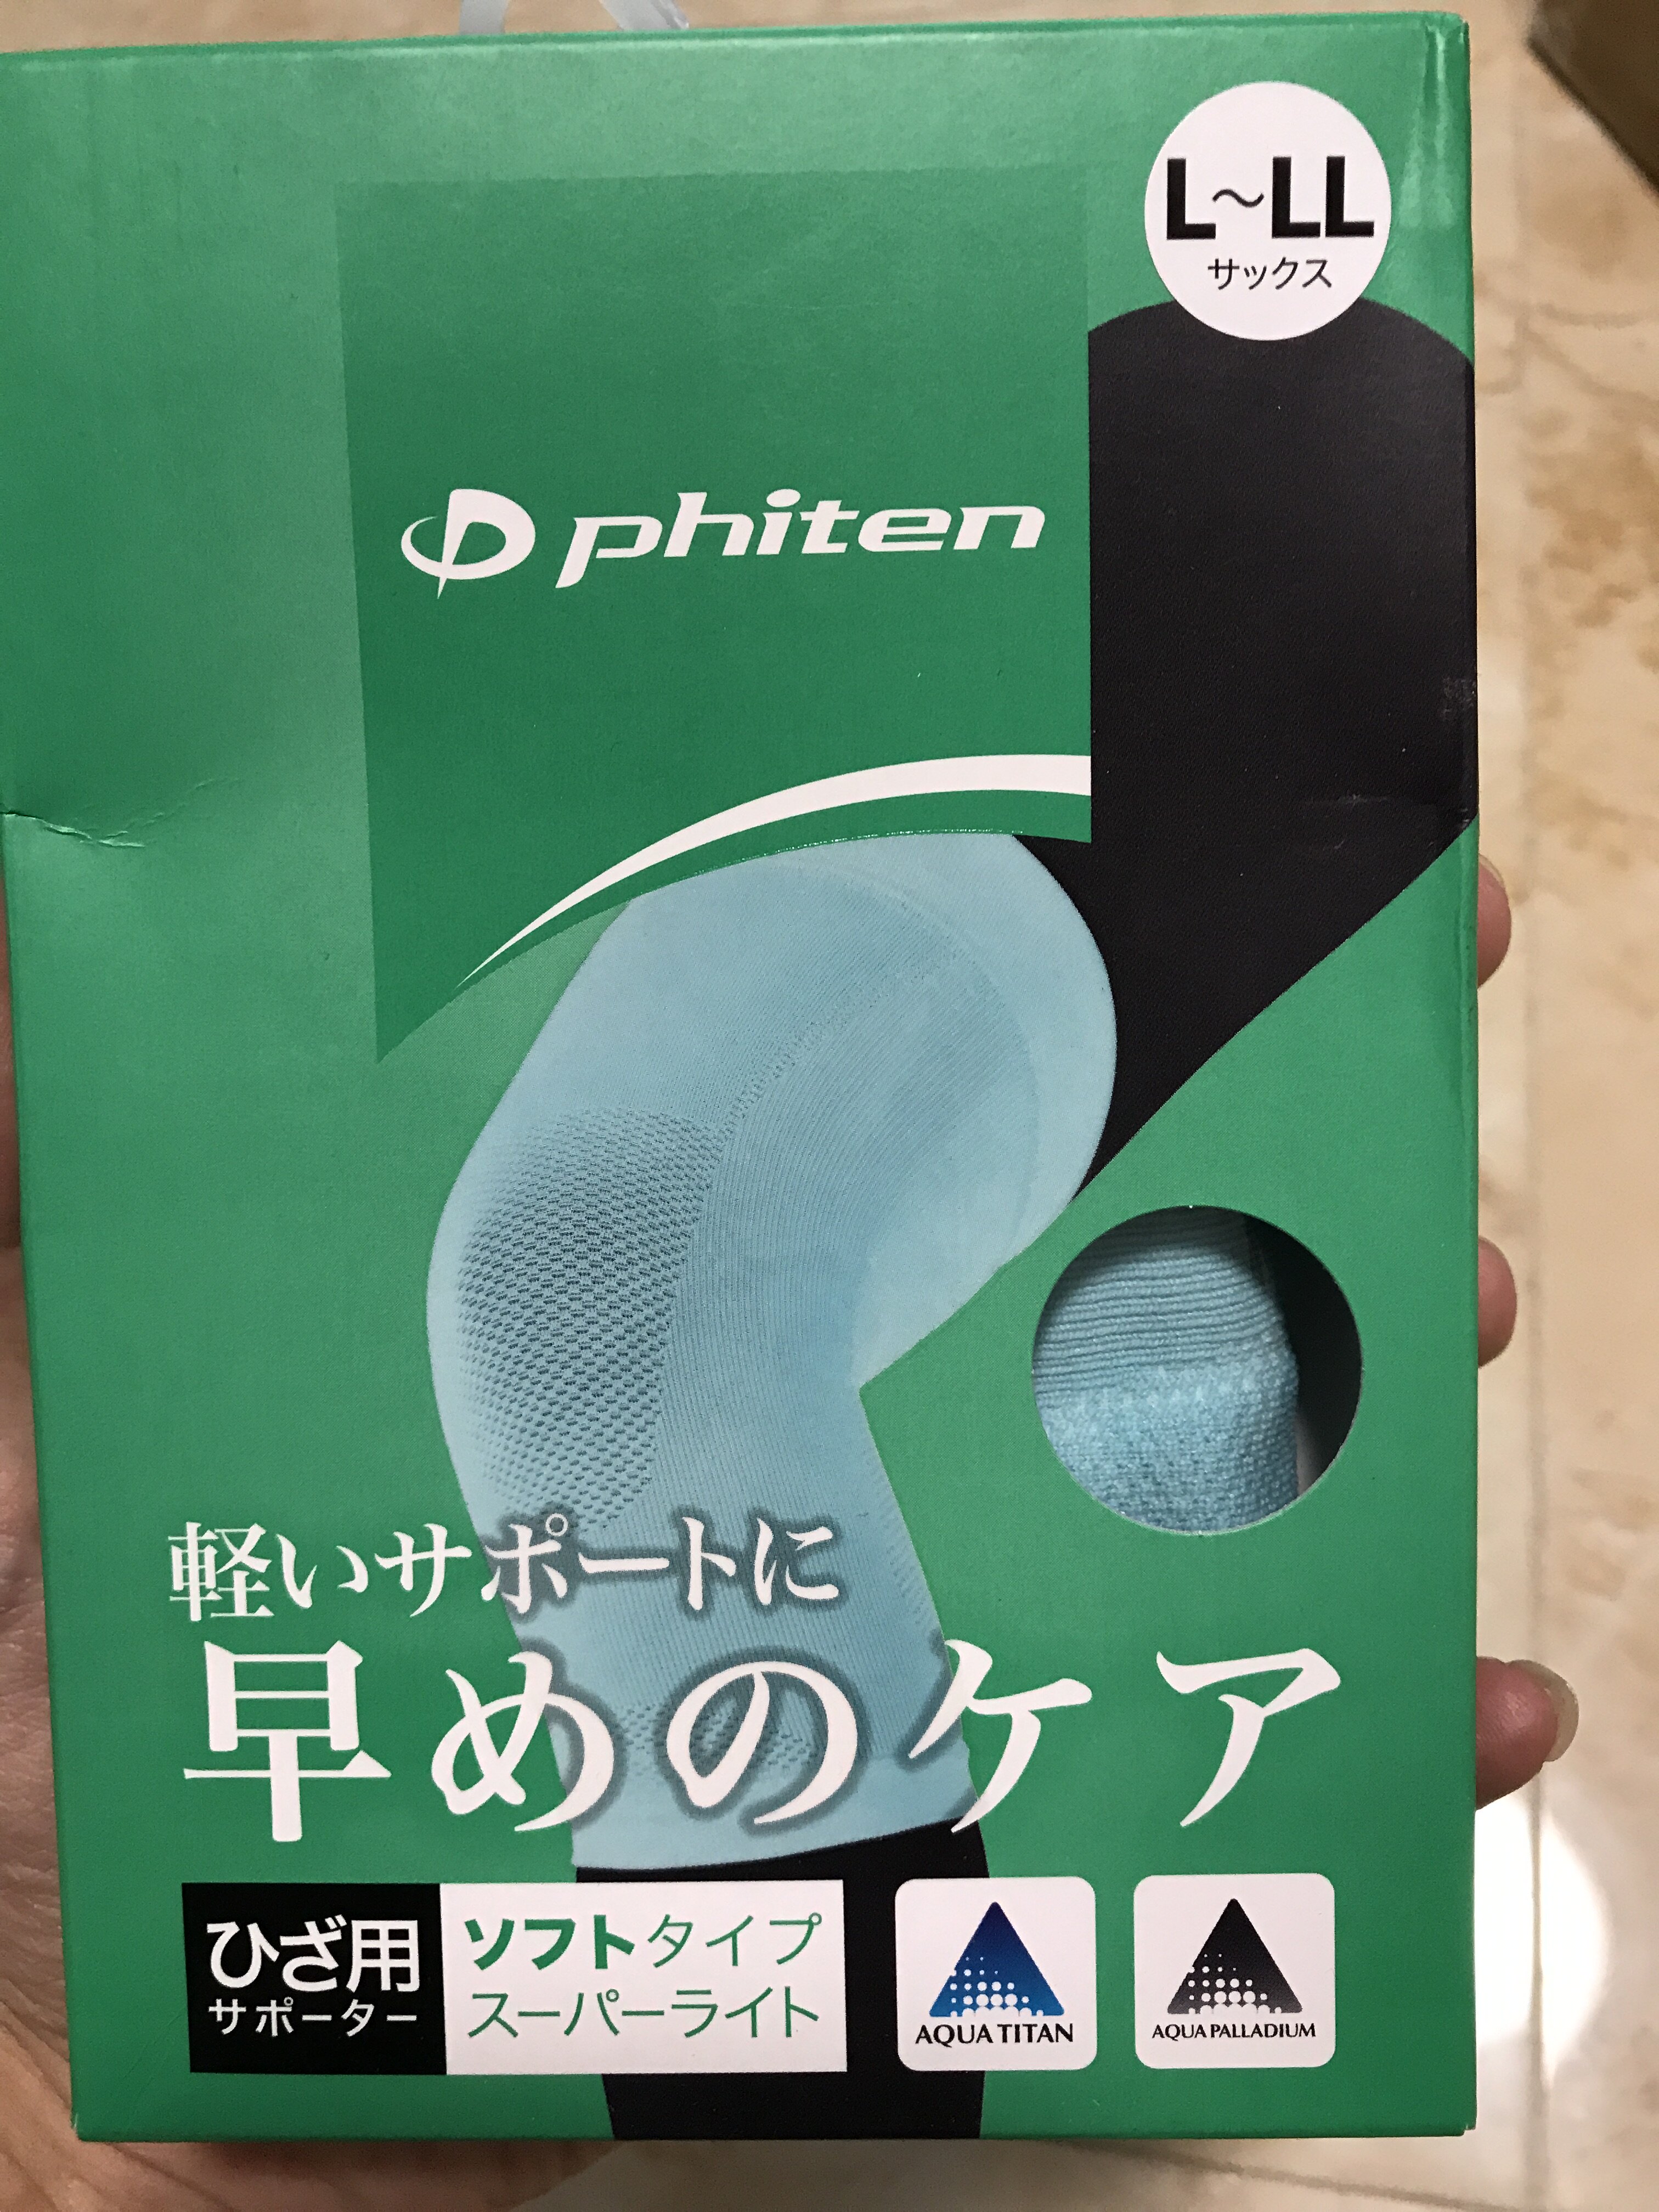 L〜LL
サックス
phiten
軽いサポートに
早めのケア
ひざ用
サポーター
ソフトタイプ
スーパーライト
AQUA TITAN
AQUA PALLADIUM